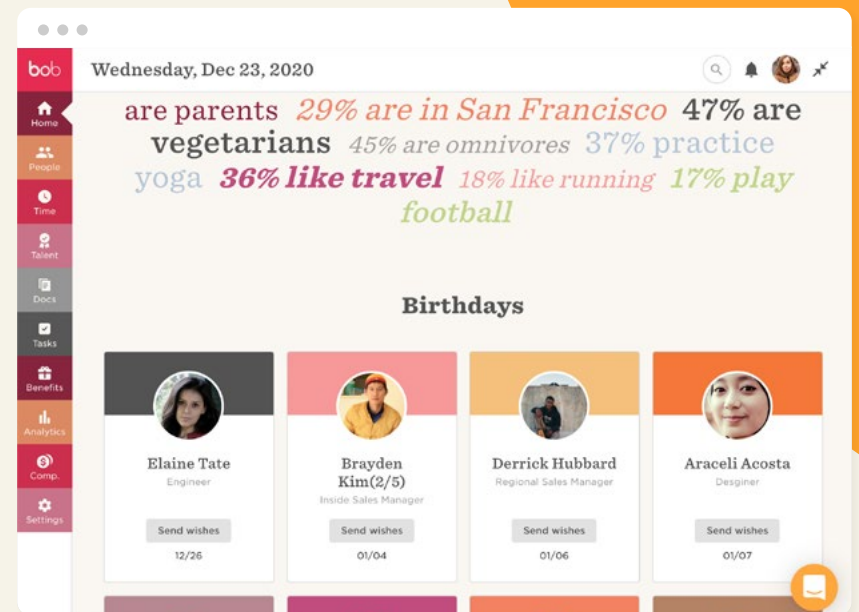 bob
Wednesday, Dec 23, 2020
Home
People
Time
Talent
Docs
Tasks
Benefits
Analytics
Comp.
Settings
are parents 29% are in San Francisco 47% are
vegetarians 45% are omnivores 37% practice
yoga 36% like travel 18% like running 17% play
football
Birthdays
Elaine Tate
Engineer
Send wishes
12/26
Brayden
Kim(2/5)
Inside Sales Manager
Send wishes
01/04
Derrick Hubbard
Regional Sales Manager
Send wishes
01/06
Araceli Acosta
Desginer
Send wishes
01/07